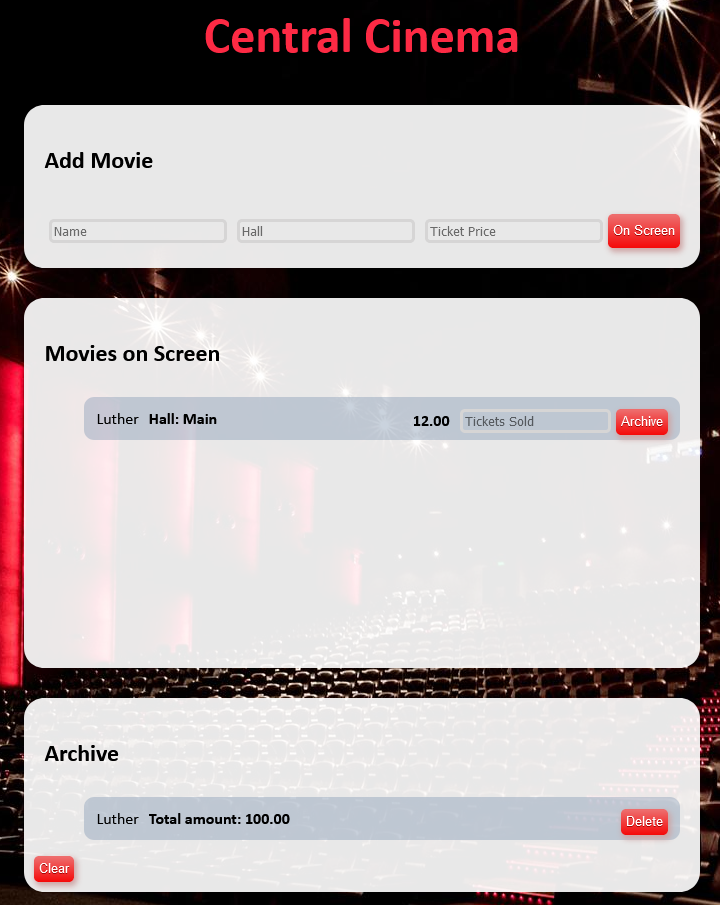 Central Cinema
Add Movie
Name Hall Ticket Price On Screen
Movies on Screen
Luther Hall: Main 12.00 Tickets Sold Archive
Archive
Luther Total amount: 100.00 Delete
Clear